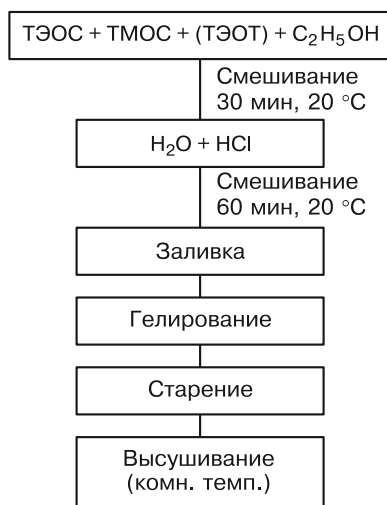 ТЭОС + ТМОС + (ТЭОТ) + C₂H₅OH
Смешивание
30 мин, 20 °C
H₂O + HCl
Смешивание
60 мин, 20 °C
Заливка
Гелирование
Старение
Высушивание
(комн. темп.)